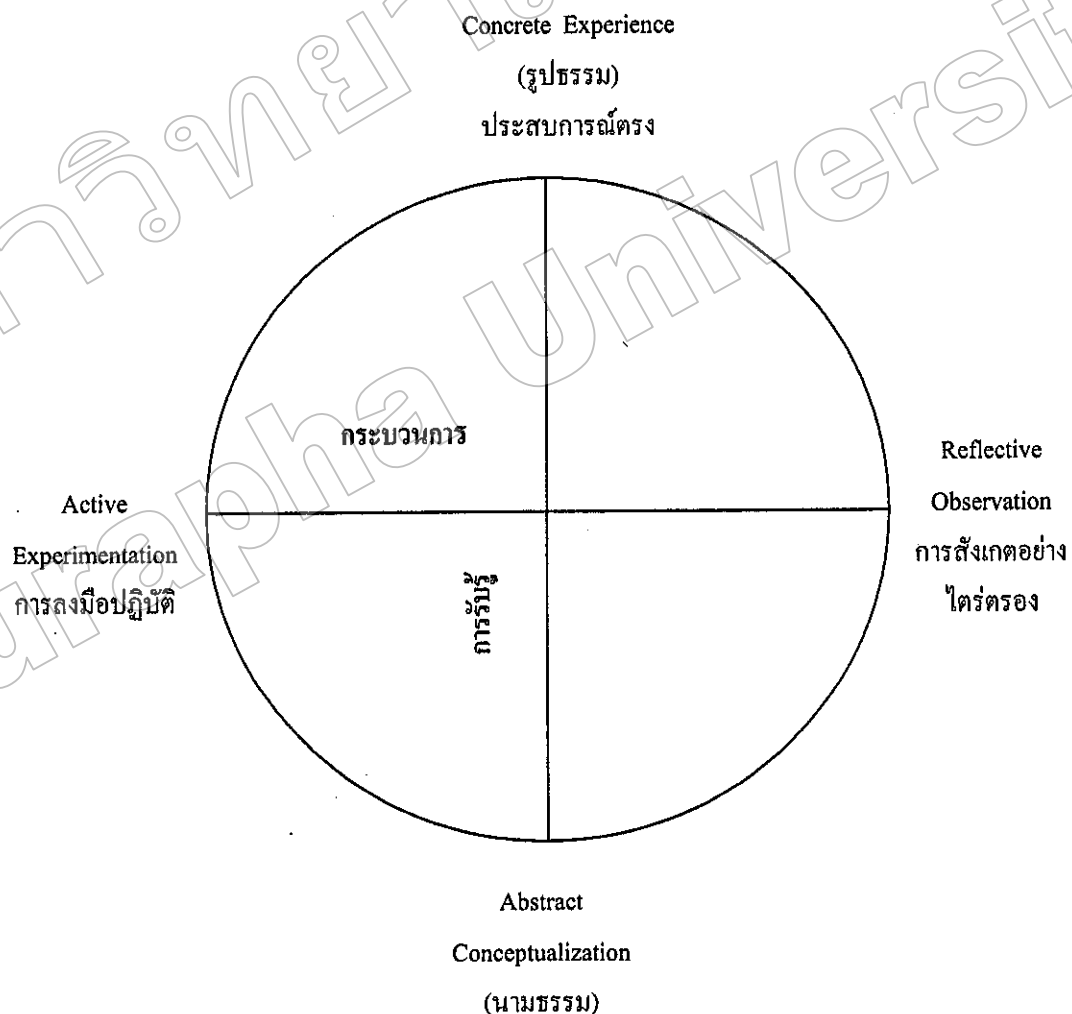 Concrete Experience
(รูปธรรม)
ประสบการณ์ตรง
กระบวนการ
Active
Experimentation
การลงมือปฏิบัติ
Reflective
Observation
การสังเกตอย่าง
ไตร่ตรอง
การรับรู้
Abstract
Conceptualization
(นามธรรม)
Burapha University